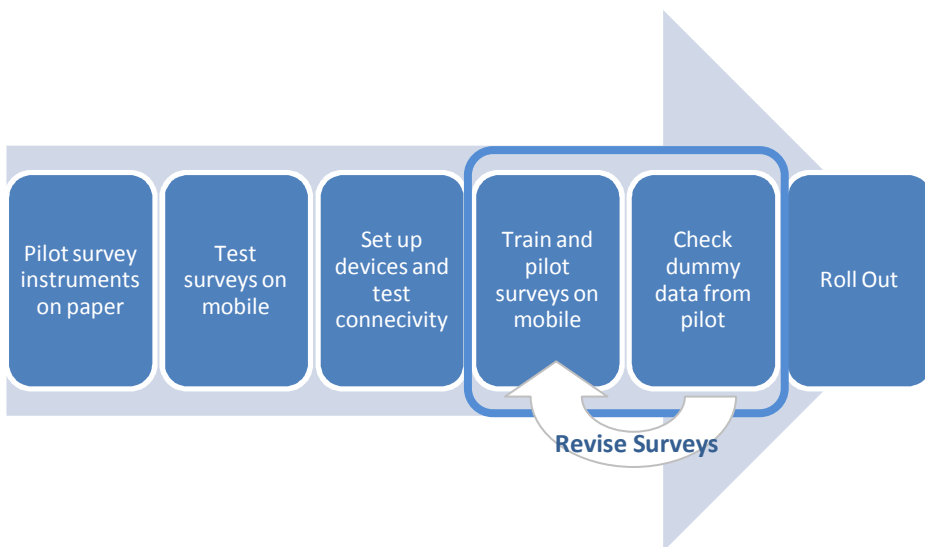 Pilot survey
instruments
on paper
Test
surveys on
mobile
Set up
devices and
test
connecivity
Train and
pilot
surveys on
mobile
Check
dummy
data from
pilot
Roll Out
Revise Surveys